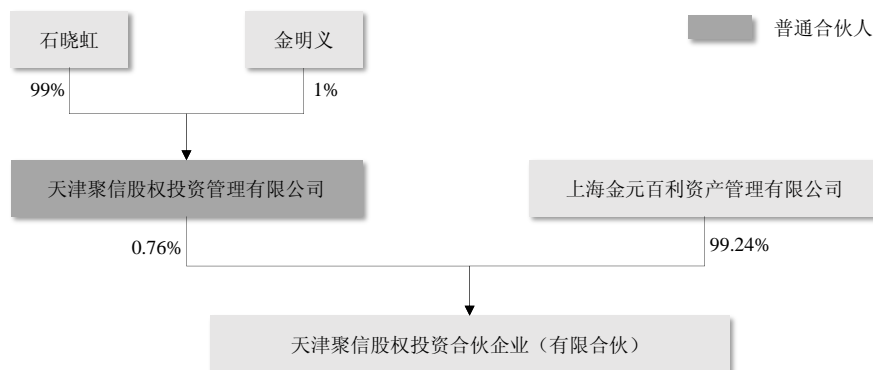 石晓虹
金明义
普通合伙人
99%
1%
天津聚信股权投资管理有限公司
上海金元百利资产管理有限公司
0.76%
99.24%
天津聚信股权投资合伙企业（有限合伙）